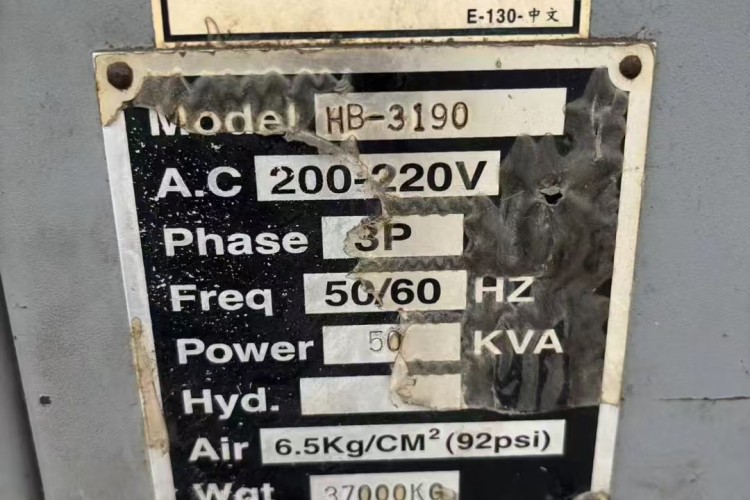 E-130-中文
Model HB-3190
A.C 200-220V
Phase 3P
Freq 50/60 HZ
Power 50 KVA
Hyd.
Air 6.5Kg/CM² (92psi)
Wgt 37000KG